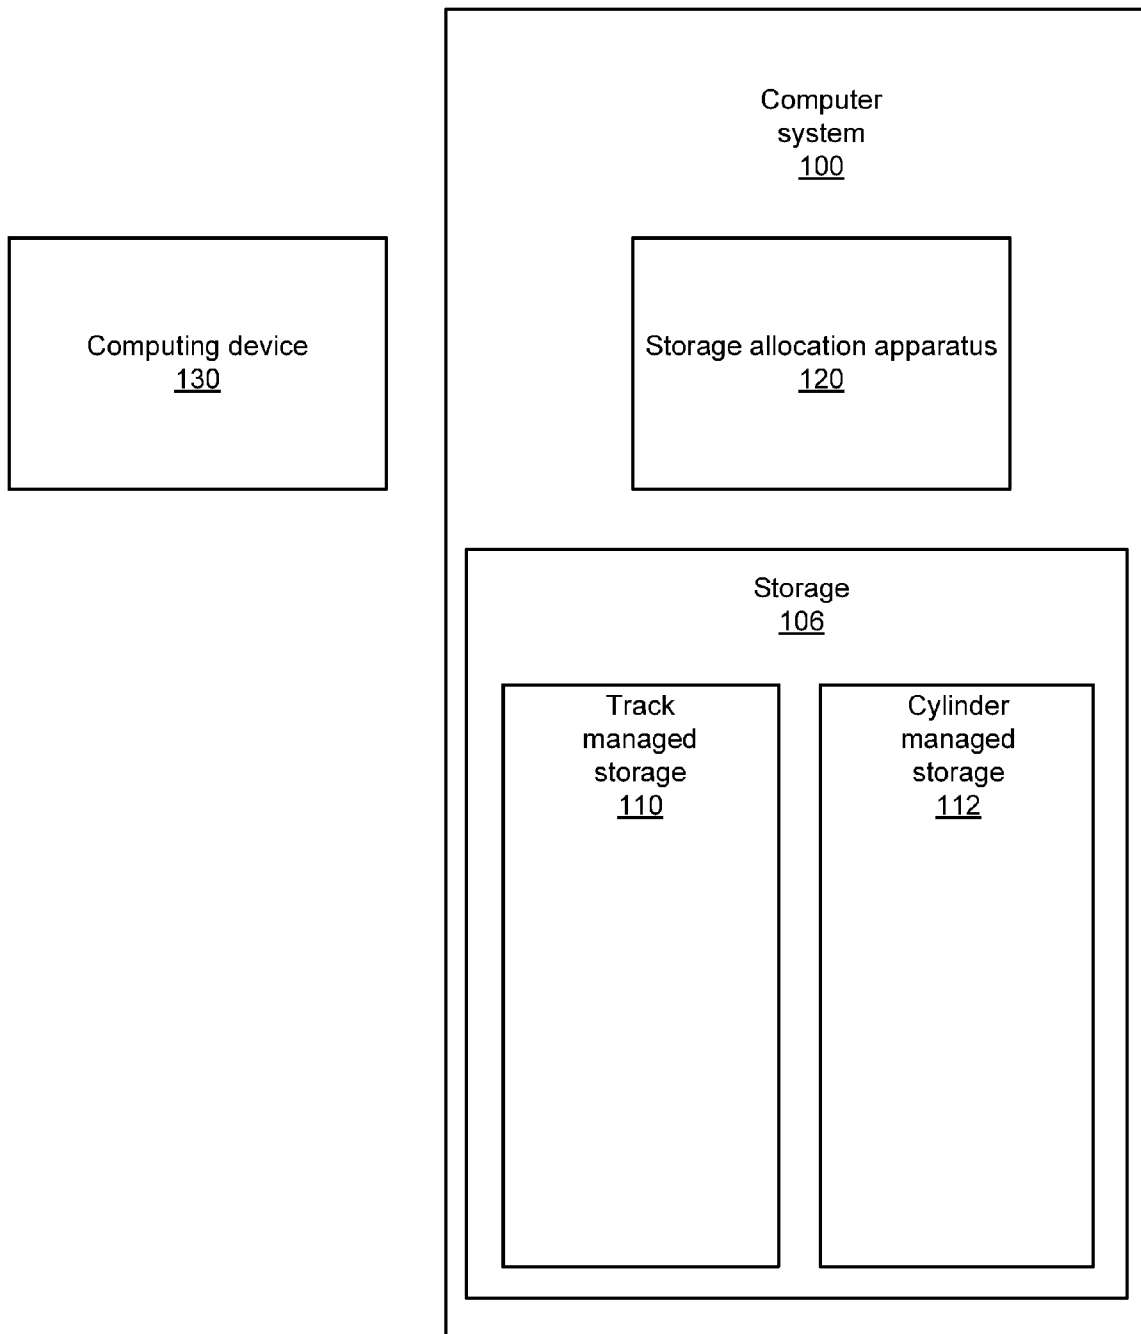 Computer
system
100
Computing device
130
Storage allocation apparatus
120
Storage
106
Track
managed
storage
110
Cylinder
managed
storage
112